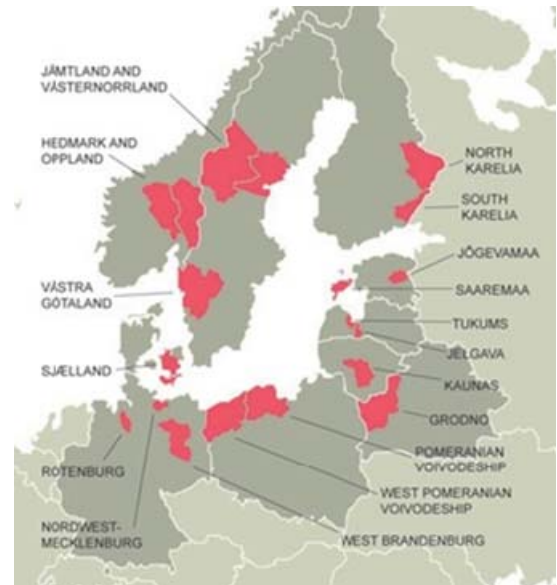 JÄMTLAND AND
VÄSTERNORRLAND
HEDMARK AND
OPPLAND
VÄSTRA
GÖTALAND
SJÆLLAND
ROTENBURG
NORDWEST-
MECKLENBURG
NORTH
KARELIA
SOUTH
KARELIA
JÕGEVAMAA
SAAREMAA
TUKUMS
JELGAVA
KAUNAS
GRODNO
POMERANIAN
VOIVODESHIP
WEST POMERANIAN
VOIVODESHIP
WEST BRANDENBURG